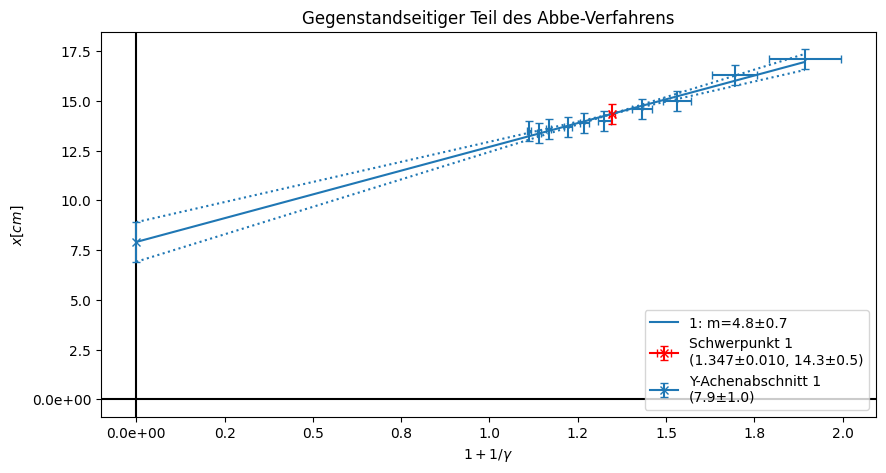 Gegenstandseitiger Teil des Abbe-Verfahrens
17.5
15.0
12.5
10.0
7.5
5.0
2.5
0.0e+00
x[cm]
1: m=4.8±0.7
Schwerpunkt 1
(1.347±0.010, 14.3±0.5)
Y-Achenabschnitt 1
(7.9±1.0)
0.0e+00 0.2 0.5 0.8 1.0 1.2 1.5 1.8 2.0
1 + 1/γ